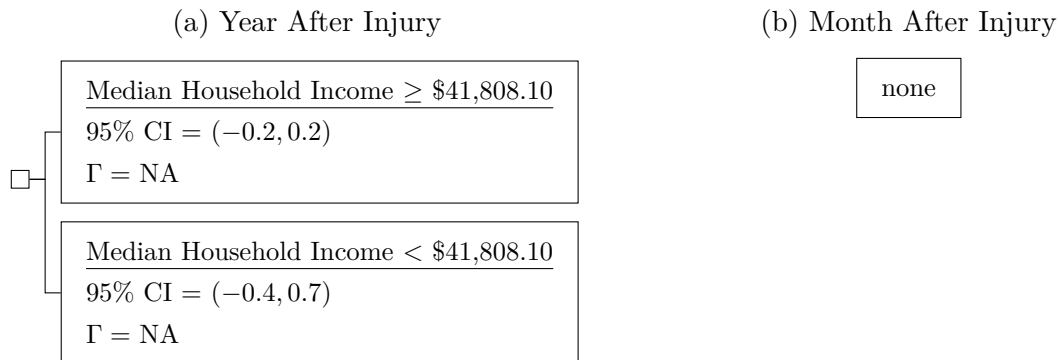 (a) Year After Injury
Median Household Income ≥ $41,808.10
95% CI = (−0.2, 0.2)
Γ = NA
Median Household Income < $41,808.10
95% CI = (−0.4, 0.7)
Γ = NA
(b) Month After Injury
none